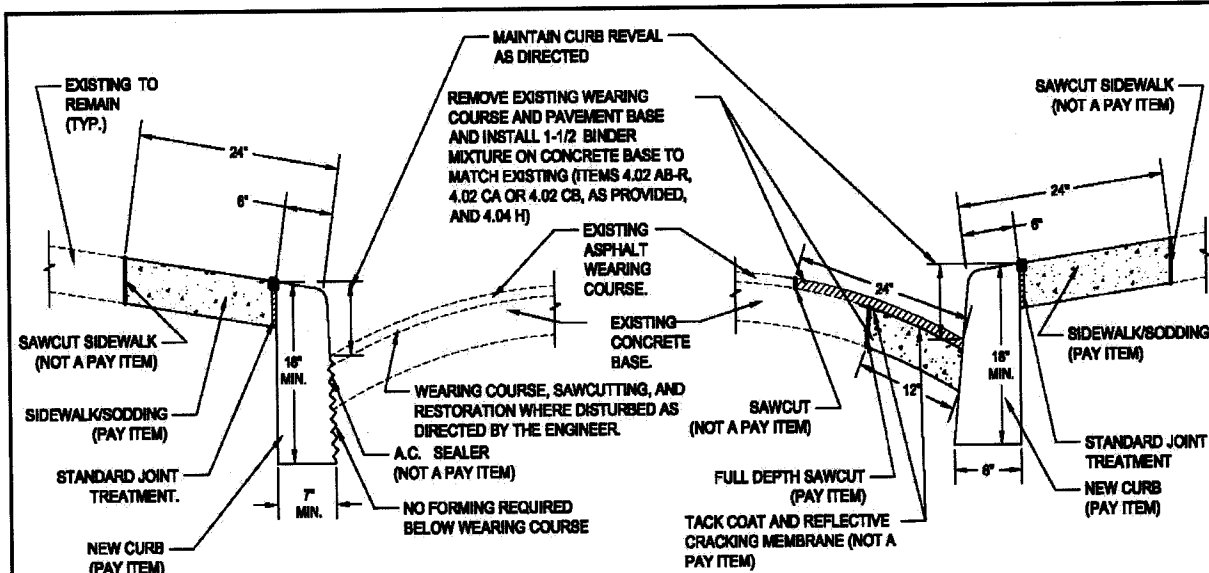 MAINTAIN CURB REVEAL
AS DIRECTED
EXISTING TO
REMAIN
(TYP.)
REMOVE EXISTING WEARING
COURSE AND PAVEMENT BASE
AND INSTALL 1-1/2 BINDER
MIXTURE ON CONCRETE BASE TO
MATCH EXISTING (ITEMS 4.02 AB-R,
4.02 CA OR 4.02 CB, AS PROVIDED,
AND 4.04 H)
SAWCUT SIDEWALK
(NOT A PAY ITEM)
24"
6"
24"
6"
EXISTING
ASPHALT
WEARING
COURSE.
EXISTING
CONCRETE
BASE.
24"
12"
SAWCUT SIDEWALK
(NOT A PAY ITEM)
18"
MIN.
18"
MIN.
SIDEWALK/SODDING
(PAY ITEM)
SIDEWALK/SODDING
(PAY ITEM)
WEARING COURSE, SAWCUTTING, AND
RESTORATION WHERE DISTURBED AS
DIRECTED BY THE ENGINEER.
SAWCUT
(NOT A PAY ITEM)
A.C. SEALER
(NOT A PAY ITEM)
STANDARD JOINT
TREATMENT.
STANDARD JOINT
TREATMENT
FULL DEPTH SAWCUT
(PAY ITEM)
6"
7"
MIN.
NO FORMING REQUIRED
BELOW WEARING COURSE
NEW CURB
(PAY ITEM)
TACK COAT AND REFLECTIVE
CRACKING MEMBRANE (NOT A
PAY ITEM)
NEW CURB
(PAY ITEM)